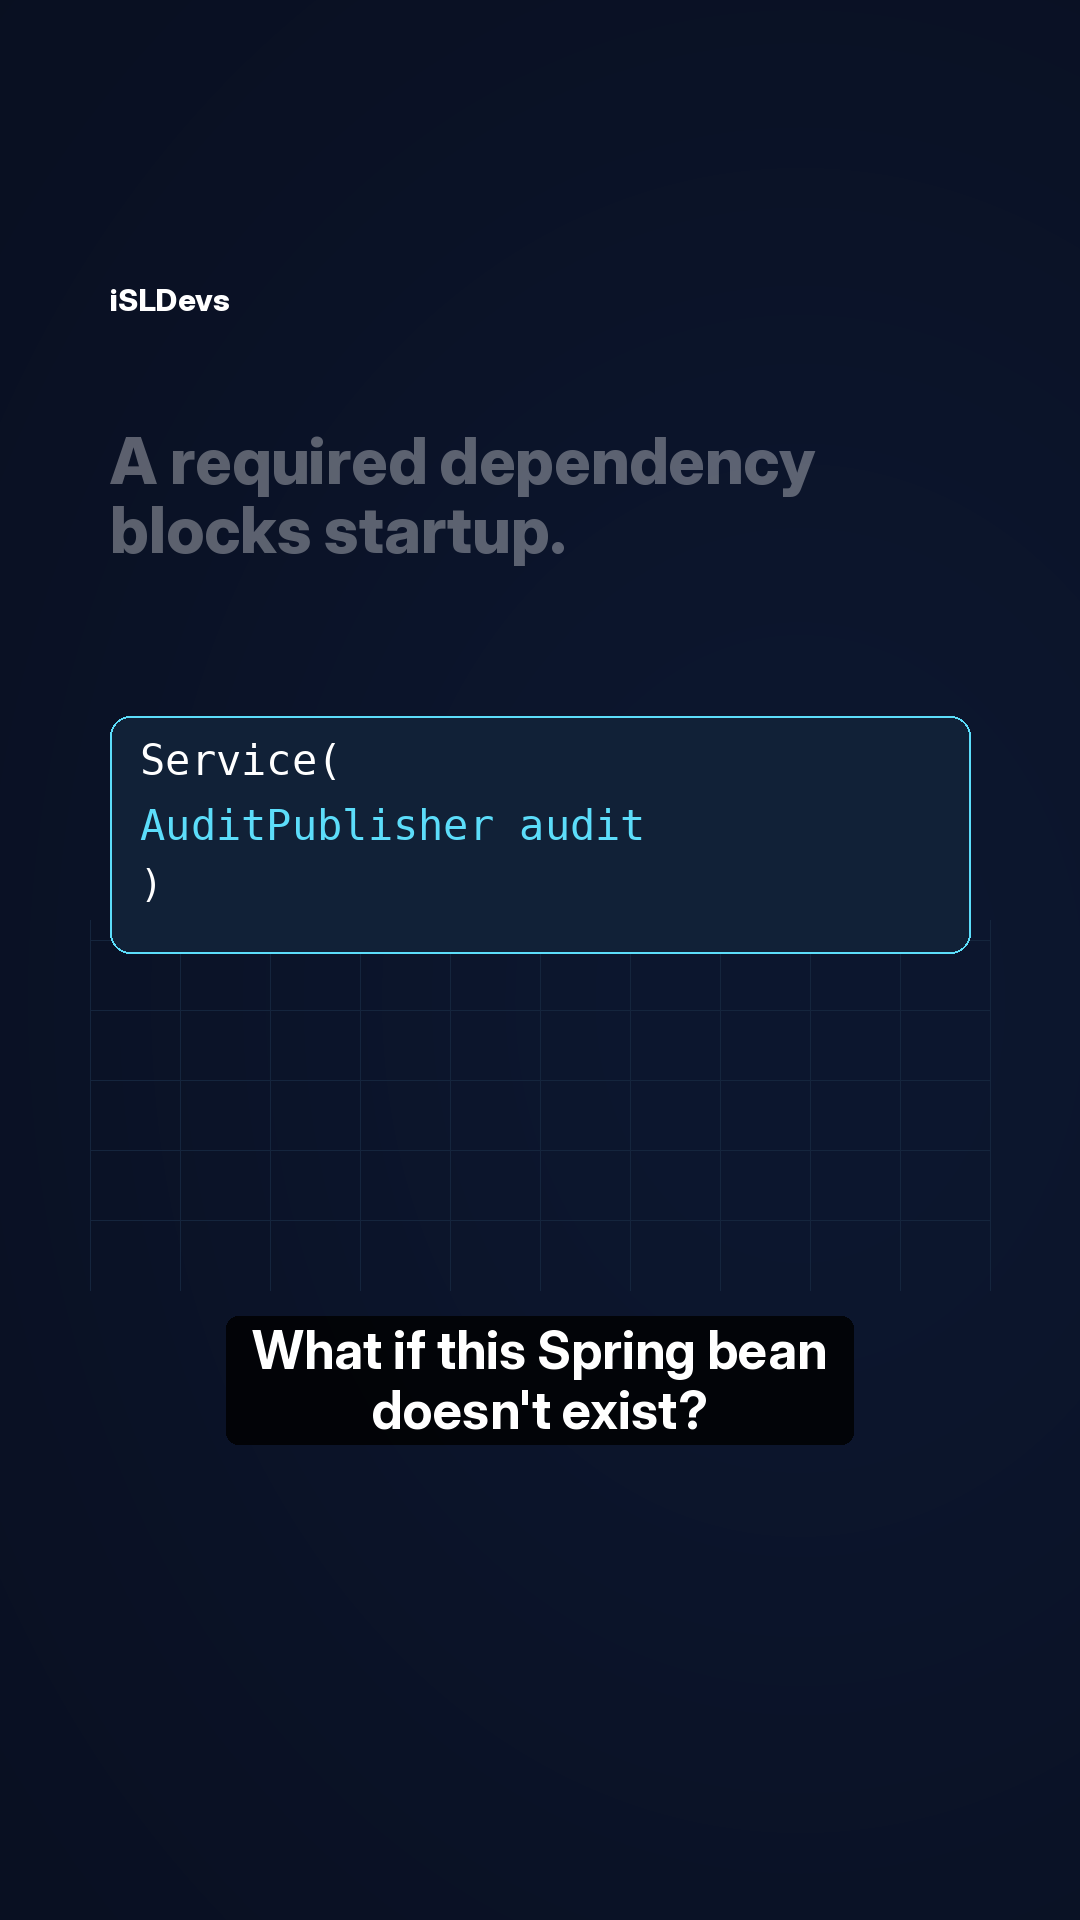 iSLDevs
A required dependency
blocks startup.
Service(
AuditPublisher audit
)
What if this Spring bean
doesn't exist?